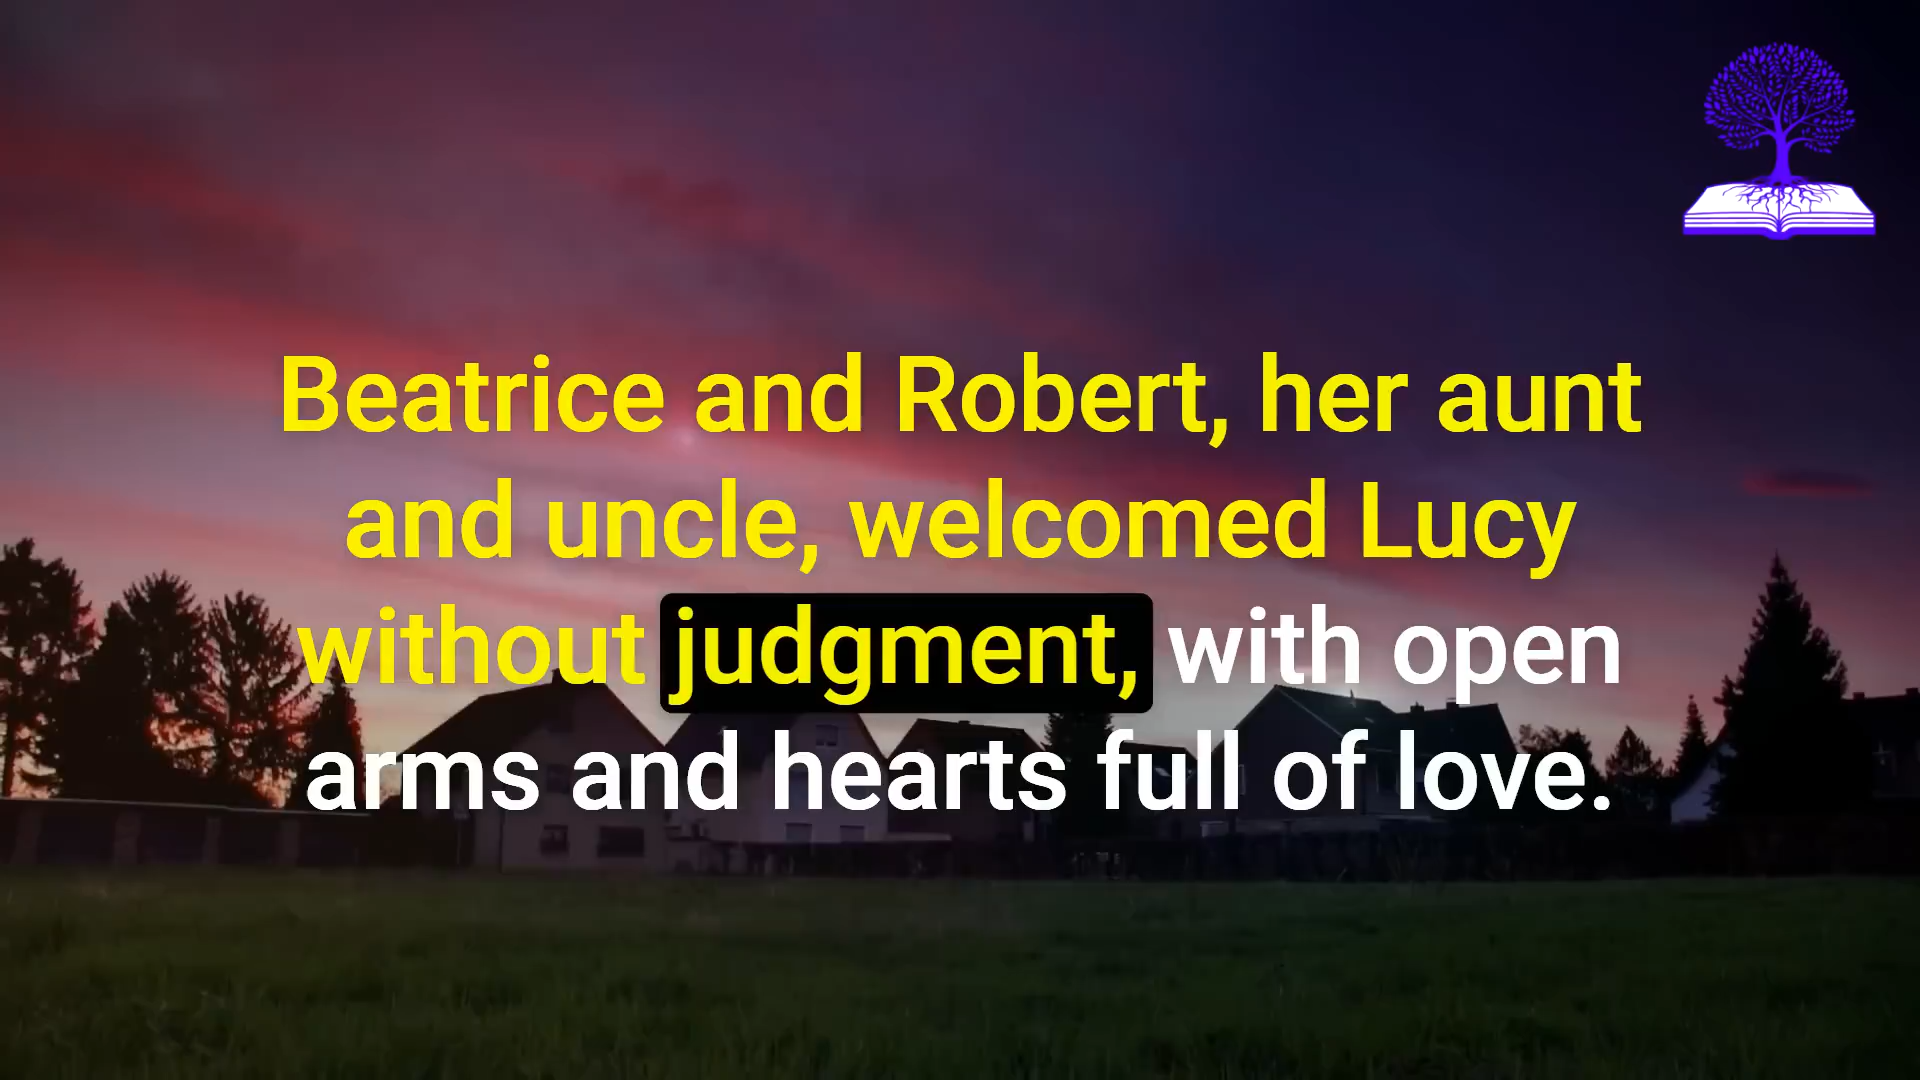 Beatrice and Robert, her aunt
and uncle, welcomed Lucy
without judgment, with open
arms and hearts full of love.